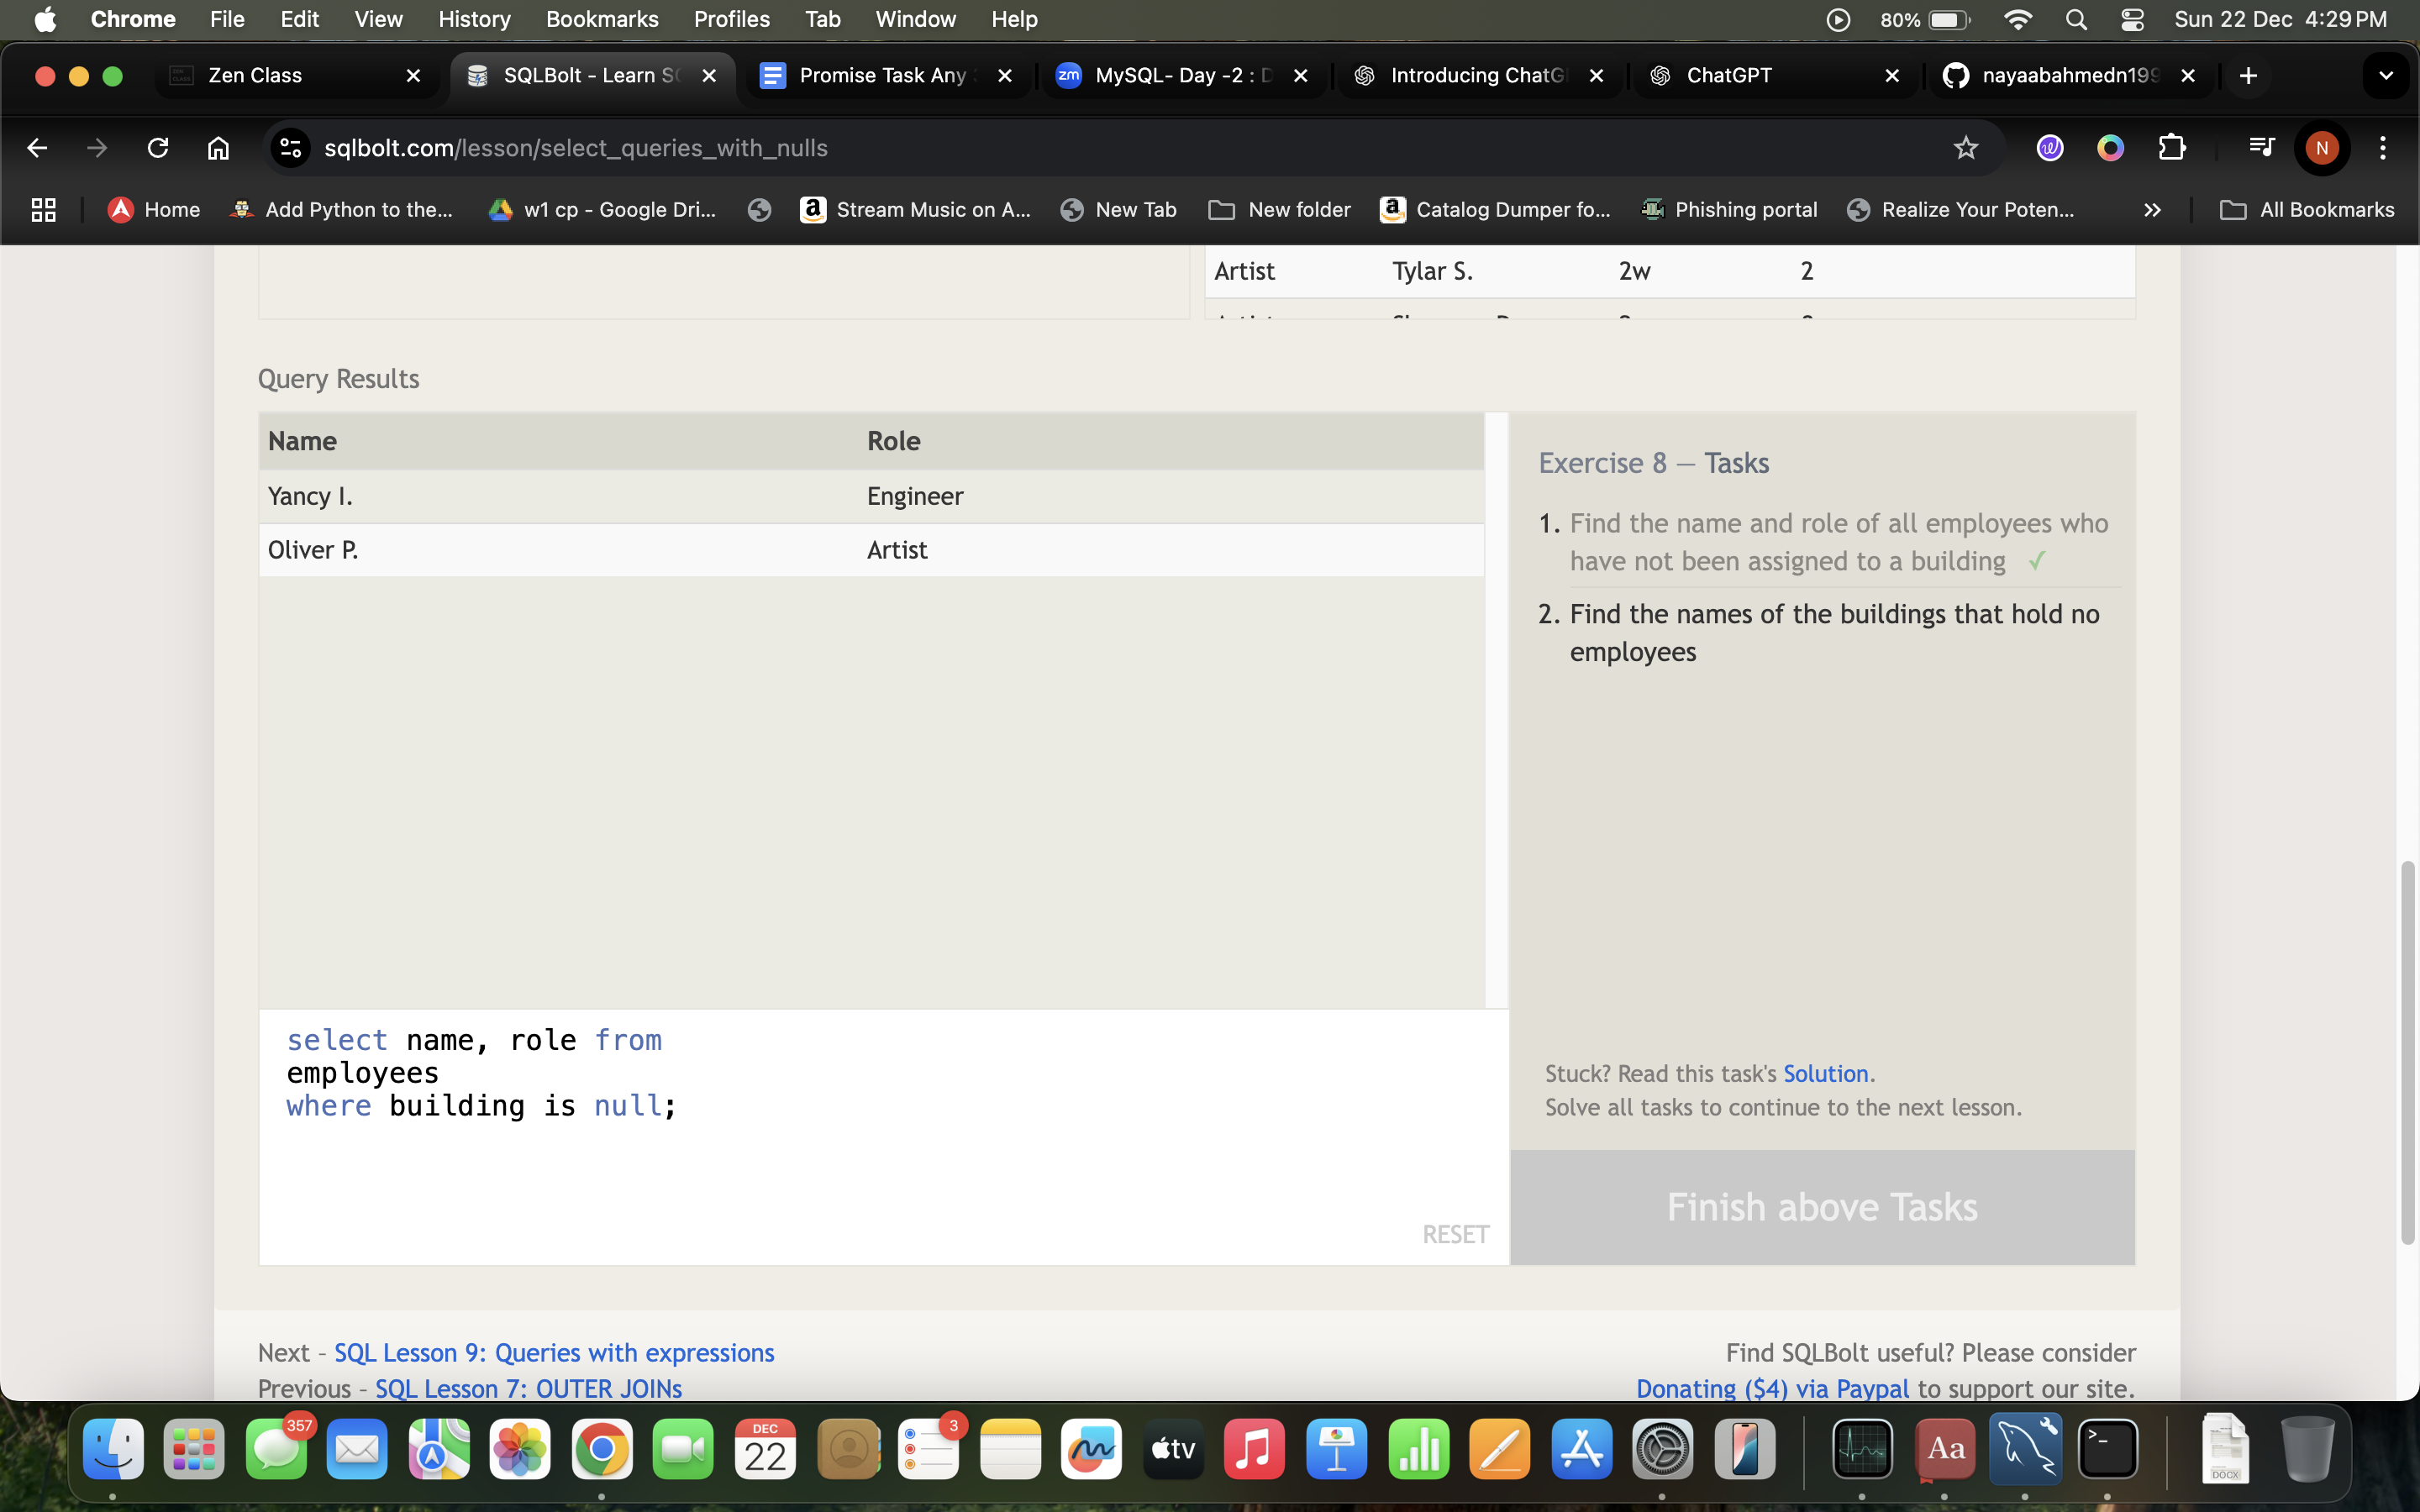 Chrome File Edit View History Bookmarks Profiles Tab Window Help 80% Sun 22 Dec 4:29 PM
Zen Class SQLBolt - Learn S Promise Task Any zm MySQL- Day -2 : D Introducing ChatG ChatGPT nayaabahmedn199
sqlbolt.com/lesson/select_queries_with_nulls N
Home Add Python to the... w1 cp - Google Dri... Stream Music on A... New Tab New folder Catalog Dumper fo... Phishing portal Realize Your Poten... All Bookmarks
Artist Tylar S. 2w 2
Query Results
Name Role
Yancy I. Engineer
Oliver P. Artist
Exercise 8 — Tasks
1. Find the name and role of all employees who
have not been assigned to a building ✓
2. Find the names of the buildings that hold no
employees
select name, role from
employees
where building is null;
RESET
Stuck? Read this task's Solution.
Solve all tasks to continue to the next lesson.
Finish above Tasks
Next – SQL Lesson 9: Queries with expressions
Previous – SQL Lesson 7: OUTER JOINs
Find SQLBolt useful? Please consider
Donating ($4) via Paypal to support our site.
357 DEC 22 3 tv Aa >_ DOCX